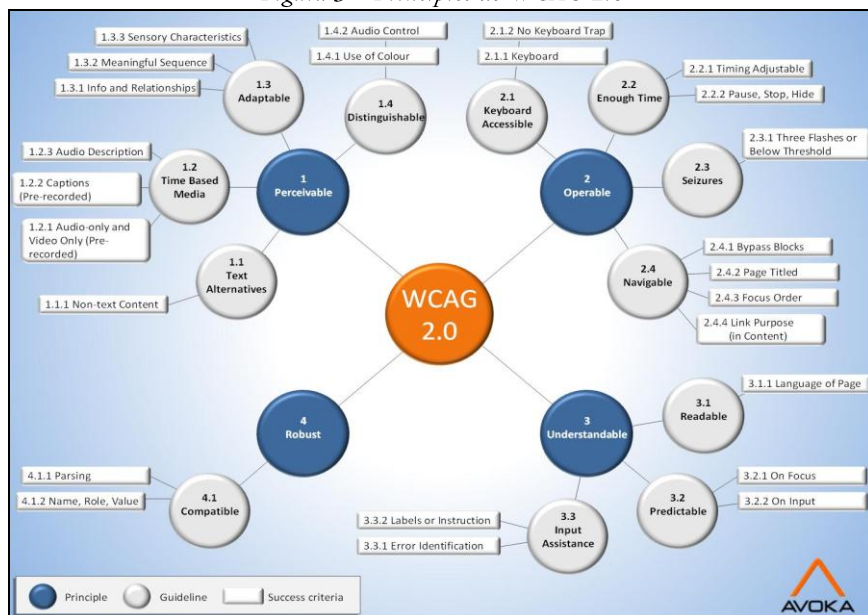 Figura 3 – Princípios do WCAG 2.0
1.3.3 Sensory Characteristics
1.3.2 Meaningful Sequence
1.3.1 Info and Relationships
1.3
Adaptable
1.4.2 Audio Control
1.4.1 Use of Colour
1.4
Distinguishable
1.2.3 Audio Description
1.2.2 Captions
(Pre-recorded)
1.2.1 Audio-only and
Video Only (Pre-
recorded)
1.2
Time Based
Media
1
Perceivable
1.1
Text
Alternatives
1.1.1 Non-text Content
2.1.2 No Keyboard Trap
2.1.1 Keyboard
2.1
Keyboard
Accessible
2.2
Enough Time
2.2.1 Timing Adjustable
2.2.2 Pause, Stop, Hide
2.3.1 Three Flashes or
Below Threshold
2.3
Seizures
2
Operable
2.4
Navigable
2.4.1 Bypass Blocks
2.4.2 Page Titled
2.4.3 Focus Order
2.4.4 Link Purpose
(in Content)
WCAG
2.0
4
Robust
4.1.1 Parsing
4.1.2 Name, Role, Value
4.1
Compatible
3
Understandable
3.1.1 Language of Page
3.1
Readable
3.2.1 On Focus
3.2.2 On Input
3.2
Predictable
3.3.2 Labels or Instruction
3.3.1 Error Identification
3.3
Input
Assistance
Principle
Guideline
Success criteria
AVOKA